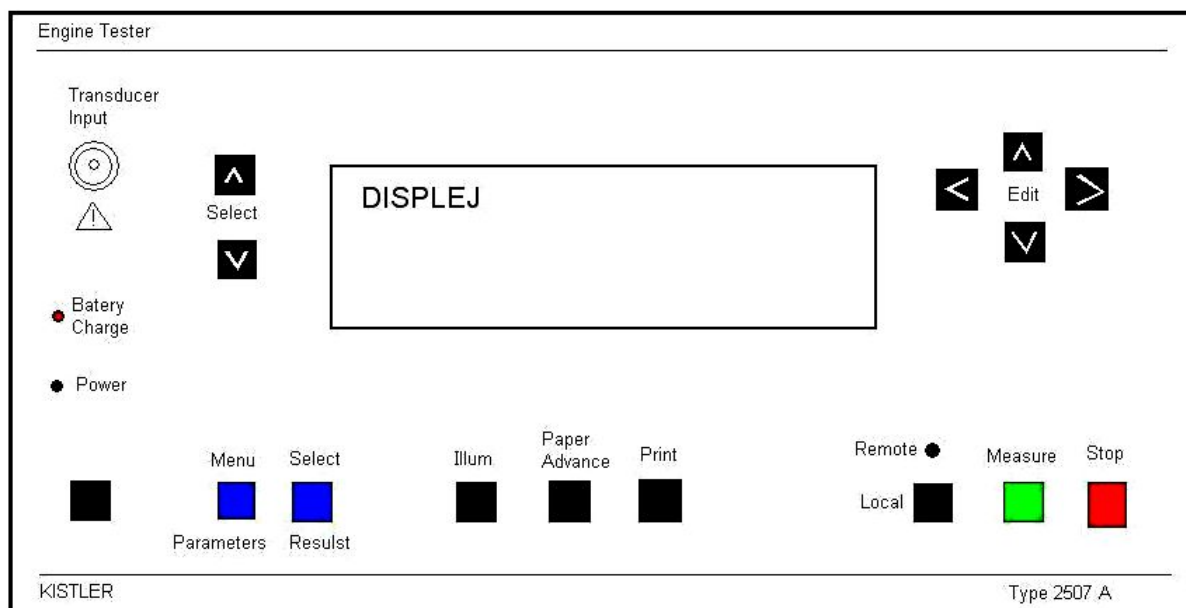 Engine Tester
Transducer
Input
Select
DISPLEJ
Edit
Batery
Charge
Power
Menu
Select
Illum
Paper
Advance
Print
Remote
Measure
Stop
Local
Parameters
Resulst
KISTLER
Type 2507 A